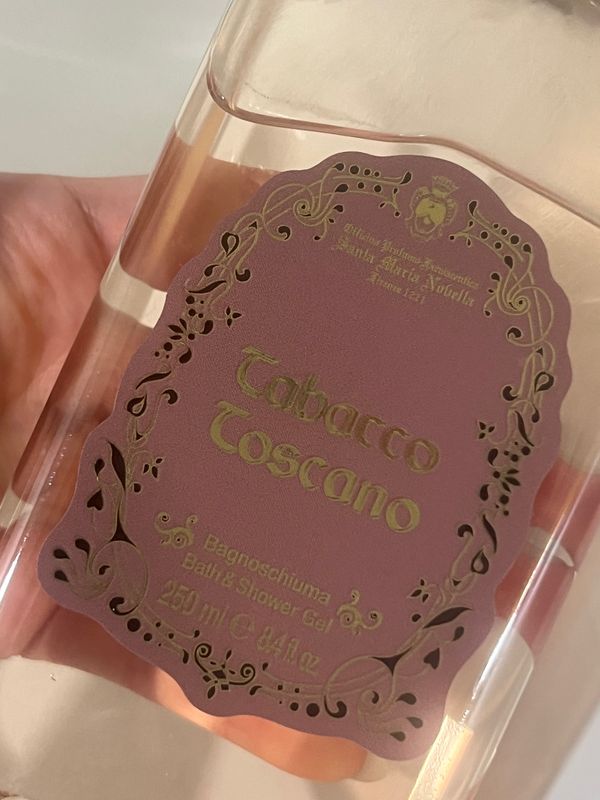 Officina Profumo-Farmaceutica
Santa Maria Novella
Firenze 1221
Tabacco
Toscano
Bagnoschiuma
Bath & Shower Gel
250 ml ℮ 8.4 fl. oz.